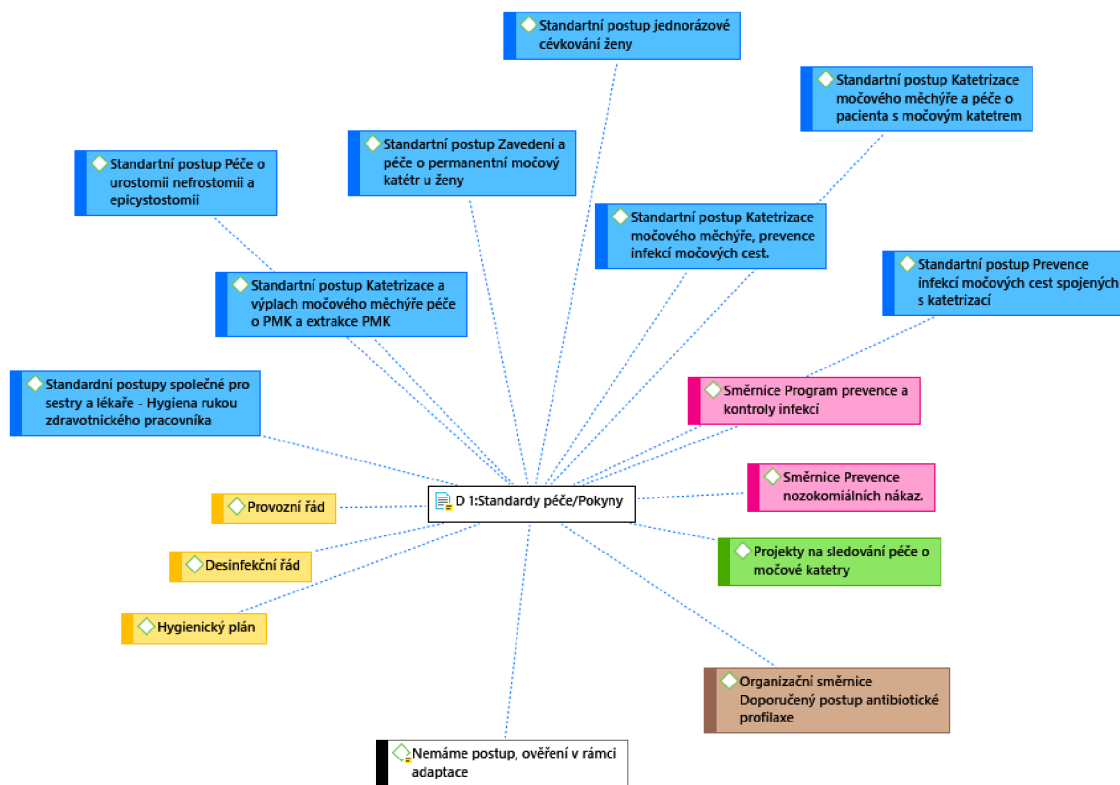 Standartní postup jednorázové
cévkování ženy
Standartní postup Katetrizace
močového měchýře a péče o
pacienta s močovým katetrem
Standartní postup Zavedení a
péče o permanentní močový
katétr u ženy
Standartní postup Péče o
urostomii nefrostomii a
epicystostomii
Standartní postup Katetrizace
močového měchýře, prevence
infekcí močových cest.
Standartní postup Prevence
infekcí močových cest spojených
s katetrizací
Standartní postup Katetrizace a
výplach močového měchýře péče
o PMK a extrakce PMK
Standardní postupy společné pro
sestry a lékaře - Hygiena rukou
zdravotnického pracovníka
Směrnice Program prevence a
kontroly infekcí
Směrnice Prevence
nozokomiálních nákaz.
D 1:Standardy péče/Pokyny
Provozní řád
Projekty na sledování péče o
močové katetry
Desinfekční řád
Hygienický plán
Organizační směrnice
Doporučený postup antibiotické
profilaxe
Nemáme postup, ověření v rámci
adaptace